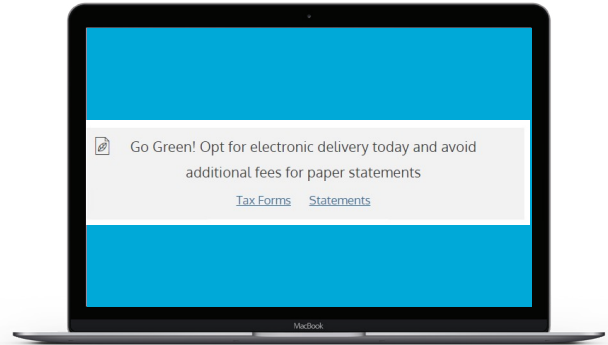 Go Green! Opt for electronic delivery today and avoid
additional fees for paper statements
Tax Forms Statements
MacBook